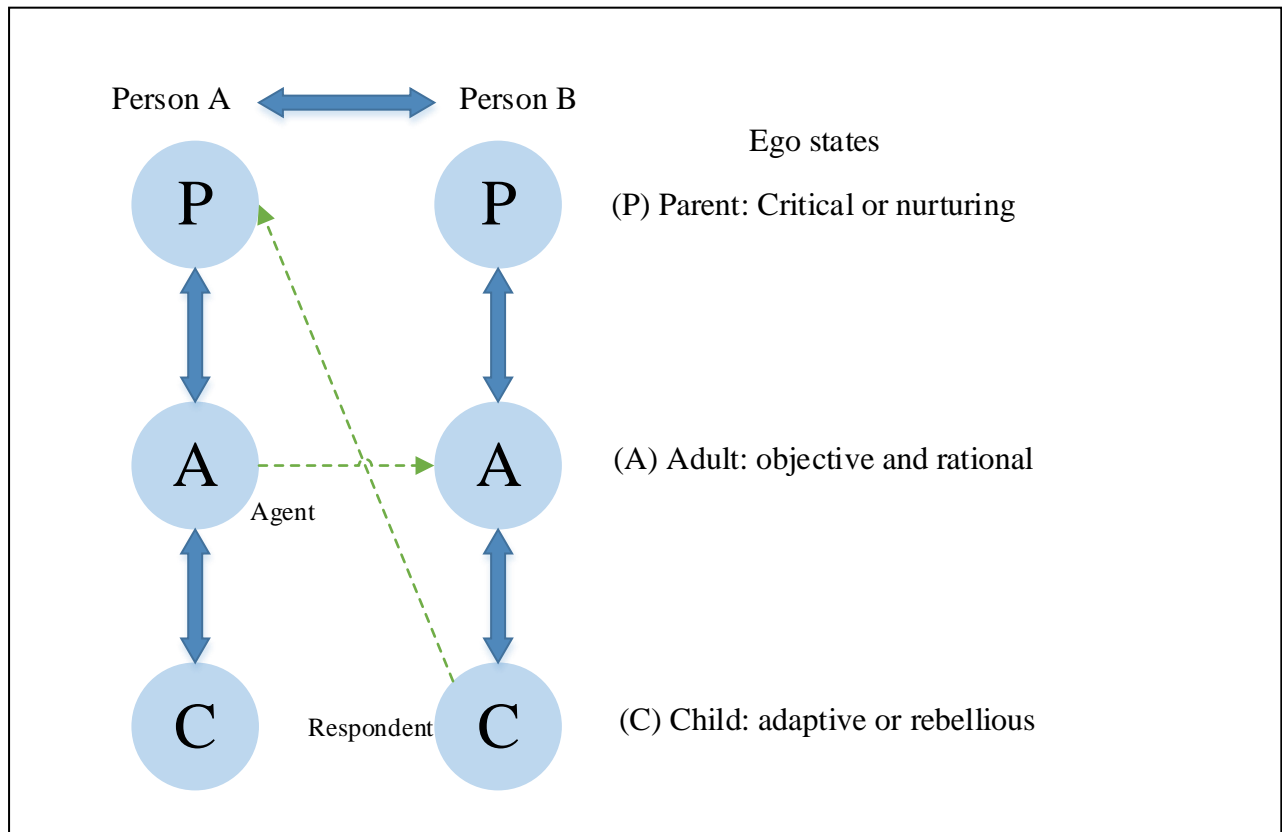 Person A
Person B
Ego states
P
P
(P) Parent: Critical or nurturing
A
A
(A) Adult: objective and rational
Agent
C
Respondent
C
(C) Child: adaptive or rebellious